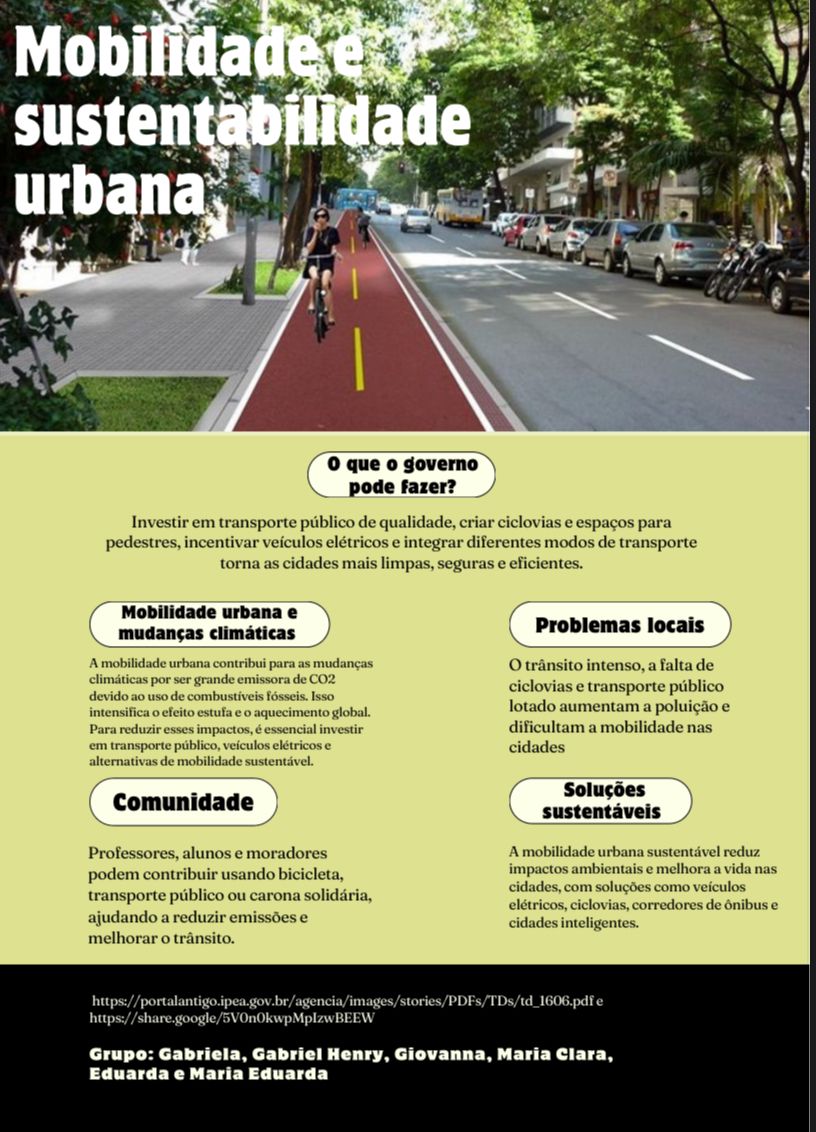 Mobilidade e
sustentabilidade
urbana
O que o governo
pode fazer?
Investir em transporte público de qualidade, criar ciclovias e espaços para
pedestres, incentivar veículos elétricos e integrar diferentes modos de transporte
torna as cidades mais limpas, seguras e eficientes.
Mobilidade urbana e
mudanças climáticas
A mobilidade urbana contribui para as mudanças
climáticas por ser grande emissora de CO2
devido ao uso de combustíveis fósseis. Isso
intensifica o efeito estufa e o aquecimento global.
Para reduzir esses impactos, é essencial investir
em transporte público, veículos elétricos e
alternativas de mobilidade sustentável.
Problemas locais
O trânsito intenso, a falta de
ciclovias e transporte público
lotado aumentam a poluição e
dificultam a mobilidade nas
cidades
Comunidade
Professores, alunos e moradores
podem contribuir usando bicicleta,
transporte público ou carona solidária,
ajudando a reduzir emissões e
melhorar o trânsito.
Soluções
sustentáveis
A mobilidade urbana sustentável reduz
impactos ambientais e melhora a vida nas
cidades, com soluções como veículos
elétricos, ciclovias, corredores de ônibus e
cidades inteligentes.
https://portalantigo.ipea.gov.br/agencia/images/stories/PDFs/TDs/td_1606.pdf e
https://share.google/5V0n0kwpMpIzwBEEW
Grupo: Gabriela, Gabriel Henry, Giovanna, Maria Clara,
Eduarda e Maria Eduarda